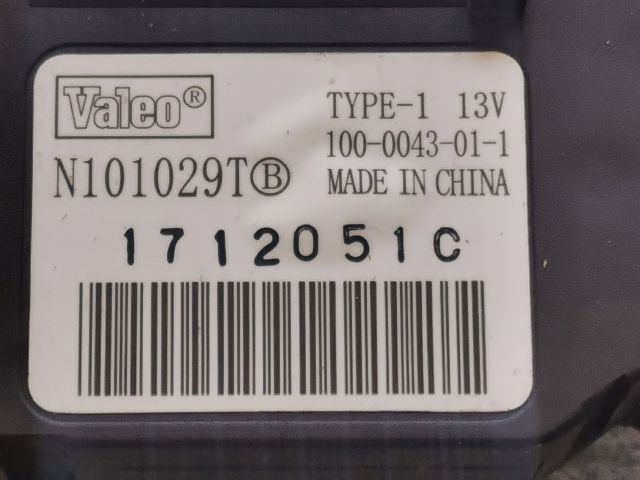 Valeo®
TYPE-1 13V
100-0043-01-1
N101029TⒷ
MADE IN CHINA
1712051C